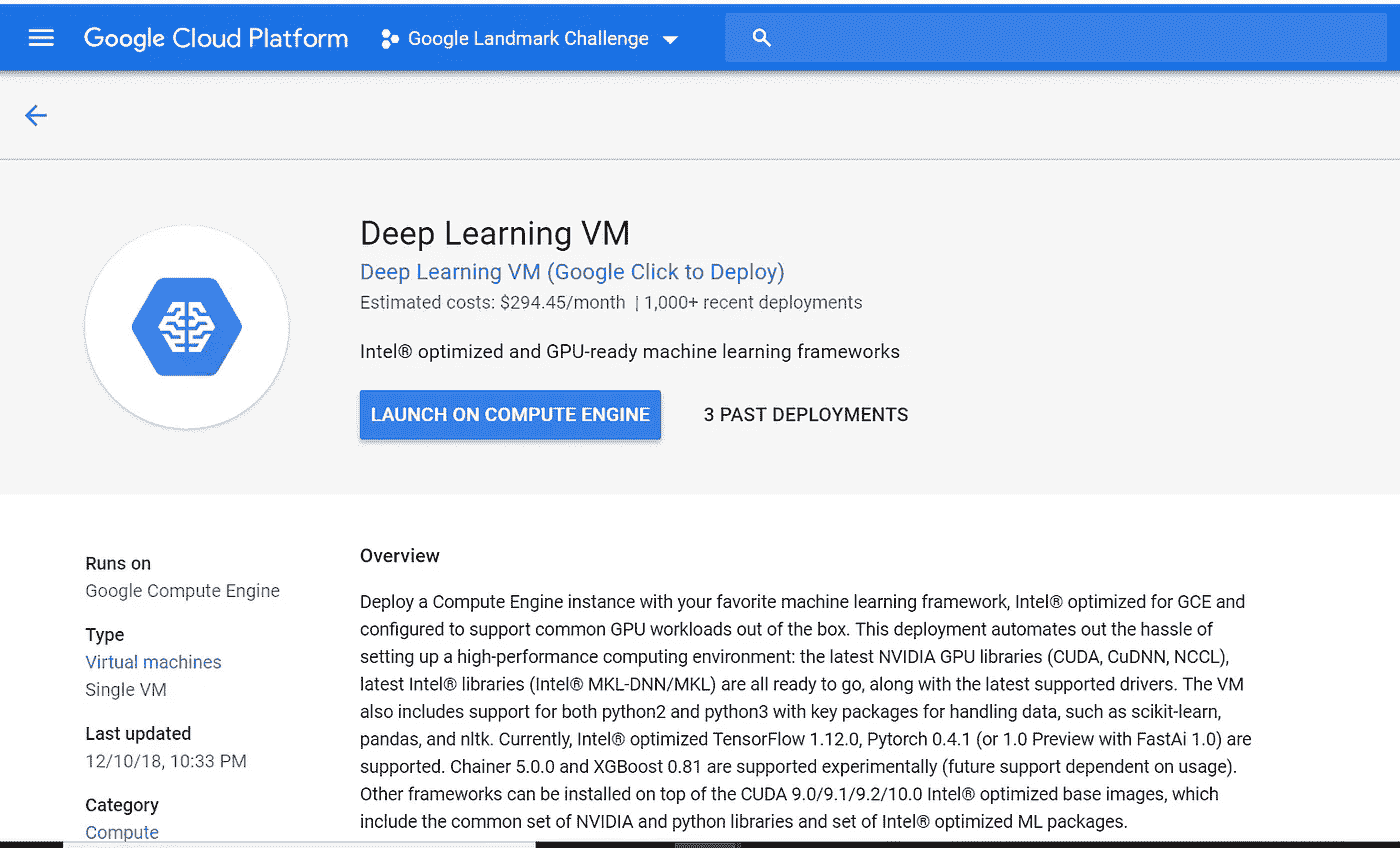 Google Cloud Platform Google Landmark Challenge
Deep Learning VM
Deep Learning VM (Google Click to Deploy)
Estimated costs: $294.45/month | 1,000+ recent deployments
Intel® optimized and GPU-ready machine learning frameworks
LAUNCH ON COMPUTE ENGINE 3 PAST DEPLOYMENTS
Runs on
Google Compute Engine
Type
Virtual machines
Single VM
Last updated
12/10/18, 10:33 PM
Category
Compute
Overview
Deploy a Compute Engine instance with your favorite machine learning framework, Intel® optimized for GCE and
configured to support common GPU workloads out of the box. This deployment automates out the hassle of
setting up a high-performance computing environment: the latest NVIDIA GPU libraries (CUDA, CuDNN, NCCL),
latest Intel® libraries (Intel® MKL-DNN/MKL) are all ready to go, along with the latest supported drivers. The VM
also includes support for both python2 and python3 with key packages for handling data, such as scikit-learn,
pandas, and nltk. Currently, Intel® optimized TensorFlow 1.12.0, Pytorch 0.4.1 (or 1.0 Preview with FastAi 1.0) are
supported. Chainer 5.0.0 and XGBoost 0.81 are supported experimentally (future support dependent on usage).
Other frameworks can be installed on top of the CUDA 9.0/9.1/9.2/10.0 Intel® optimized base images, which
include the common set of NVIDIA and python libraries and set of Intel® optimized ML packages.